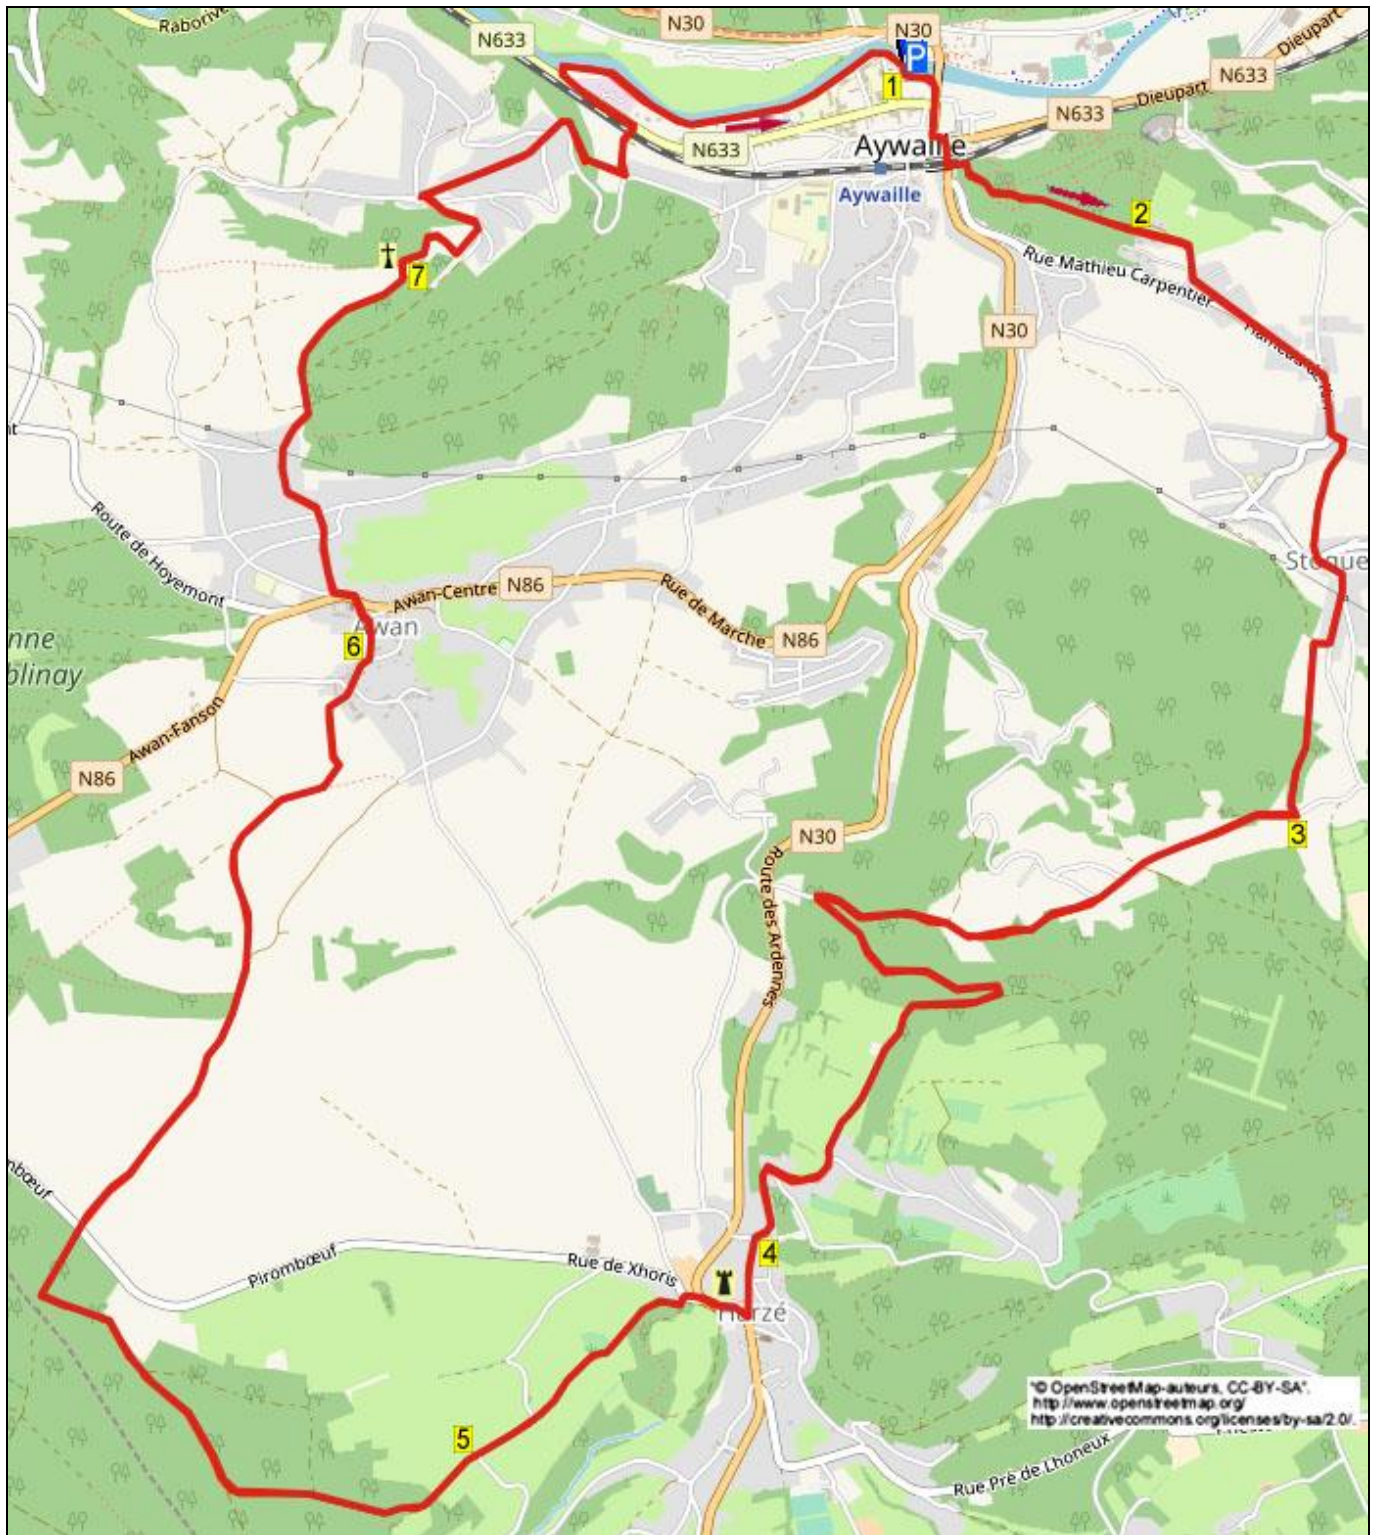 Raborive
N30
N30
N633
P
1
Dieupart
N633
Dieupart
N633
N633
Aywaille
Aywaille
2
Rue Mathieu Carpentier
7
N30
Route de Hoyemont
Awan-Centre
N86
Rue de Marche
N86
Awan
6
Awan-Fanson
N86
N30
3
Route des Ardennes
4
Pirombœuf
Rue de Xhoris
Harzé
5
"© OpenStreetMap-auteurs, CC-BY-SA".
http://www.openstreetmap.org/
http://creativecommons.org/licenses/by-sa/2.0/.
Rue Pré de Lhoneux